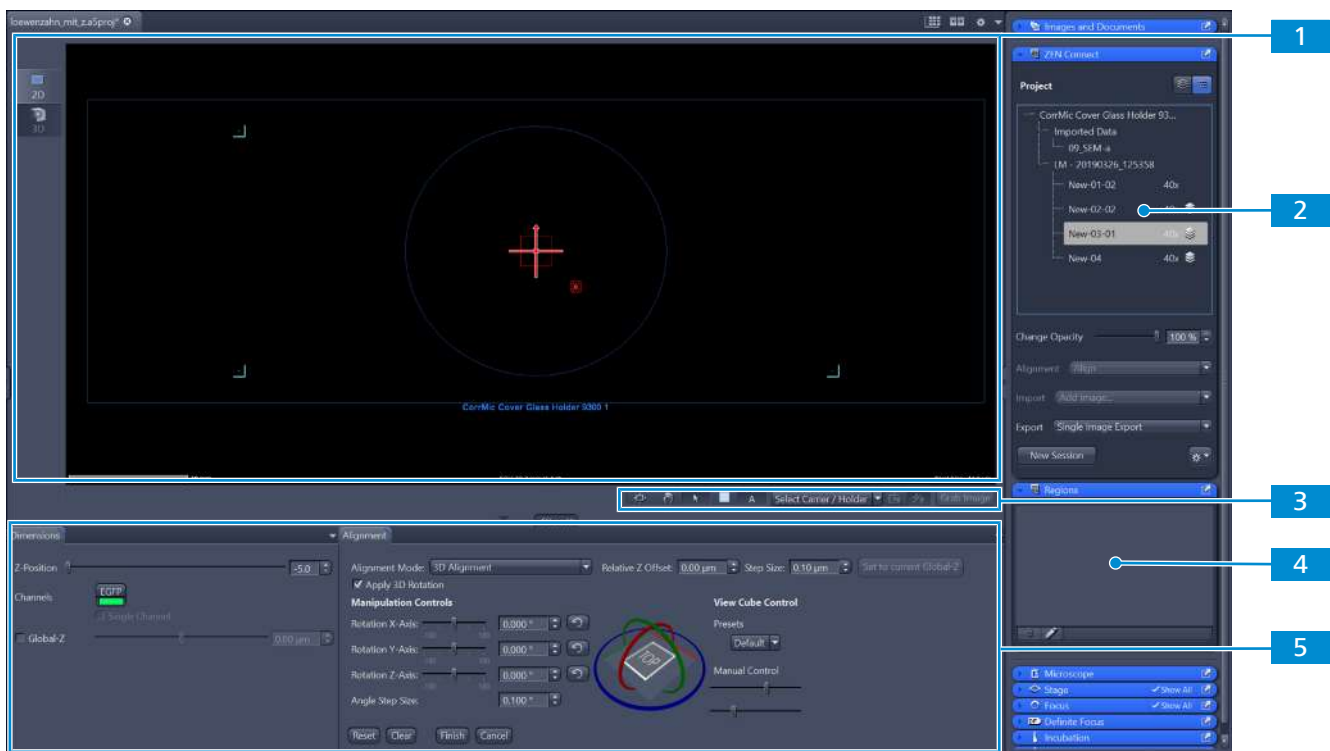 loewenzahn_mit_z.a5proj*
Images and Documents
1
ZEN Connect
2D
3D
Project
CorrMic Cover Glass Holder 93...
Imported Data
09_SEM-a
LM - 20190326_125358
New-01-02 40x
New-02-02
2
New-03-01 40x
New-04 40x
CorrMic Cover Glass Holder 9300 1
Change Opacity 100 %
Alignment Align
Import Add image...
Export Single Image Export
New Session
A Select Carrier / Holder Grab Image
Regions
3
4
Dimensions
Z-Position -5.0
Channels EGFP
Single Channel
Global-Z 0.00 µm
Alignment
Alignment Mode: 3D Alignment Relative Z Offset: 0.00 µm Step Size: 0.10 µm Set to current Global-Z
Apply 3D Rotation
Manipulation Controls
Rotation X-Axis: 0.000 °
-180 180
Rotation Y-Axis: 0.000 °
-180 180
Rotation Z-Axis: 0.000 °
-180 180
Angle Step Size: 0.100 °
Reset Clear Finish Cancel
TOP
View Cube Control
Presets
Default
Manual Control
5
Microscope
Stage Show All
Focus Show All
Definite Focus
Incubation